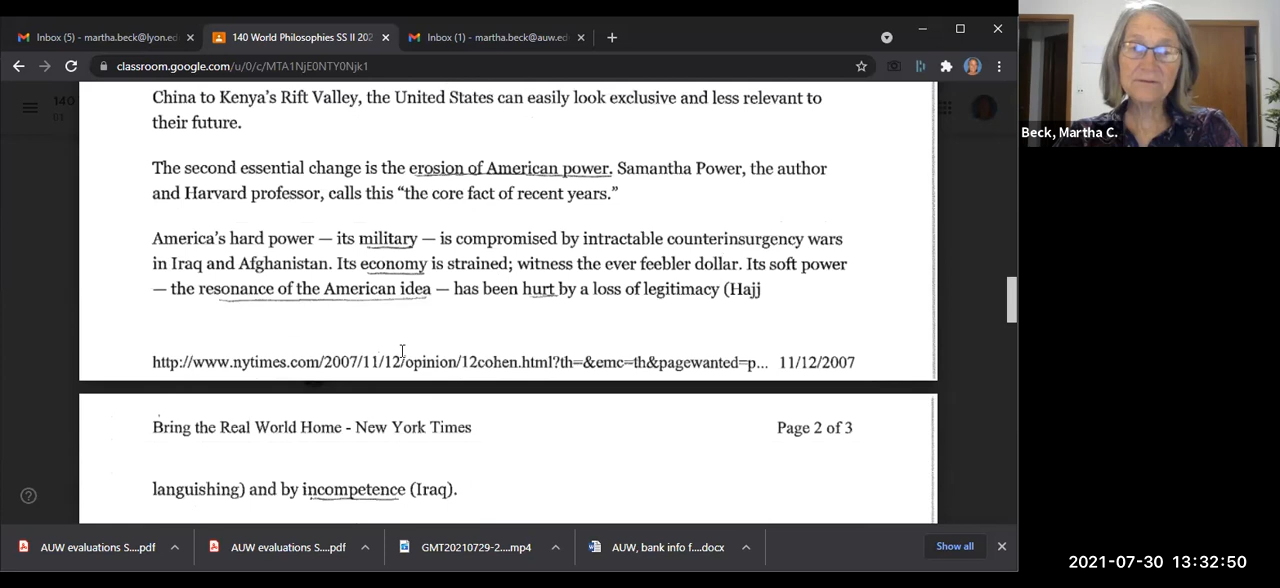 Inbox (5) - martha.beck@lyon.ed
140 World Philosophies SS II 202
Inbox (1) - martha.beck@auw.ed
classroom.google.com/u/0/c/MTA1NjE0NTY0Njk1
140
China to Kenya's Rift Valley, the United States can easily look exclusive and less relevant to
their future.
The second essential change is the erosion of American power. Samantha Power, the author
and Harvard professor, calls this “the core fact of recent years.”
America's hard power — its military — is compromised by intractable counterinsurgency wars
in Iraq and Afghanistan. Its economy is strained; witness the ever feebler dollar. Its soft power
— the resonance of the American idea — has been hurt by a loss of legitimacy (Hajj
http://www.nytimes.com/2007/11/12/opinion/12cohen.html?th=&emc=th&pagewanted=p... 11/12/2007
Bring the Real World Home - New York Times Page 2 of 3
languishing) and by incompetence (Iraq).
AUW evaluations S....pdf
AUW evaluations S....pdf
GMT20210729-2....mp4
AUW, bank info f....docx
Show all
Beck, Martha C.
2021-07-30 13:32:50